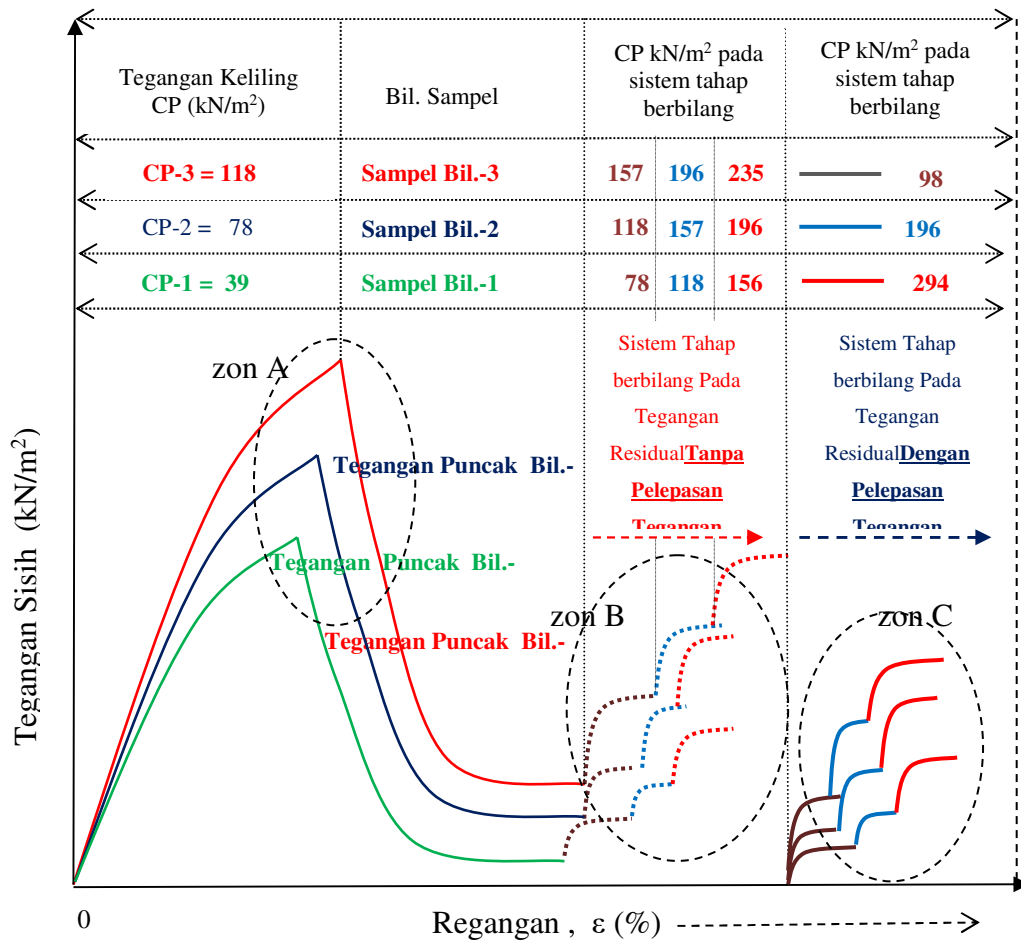 Tegangan Keliling
CP (kN/m²)
Bil. Sampel
CP kN/m² pada
sistem tahap
berbilang
CP kN/m² pada
sistem tahap
berbilang
CP-3 = 118
Sampel Bil.-3
157 196 235
98
CP-2 = 78
Sampel Bil.-2
118 157 196
196
CP-1 = 39
Sampel Bil.-1
78 118 156
294
Sistem Tahap
berbilang Pada
Tegangan
ResidualTanpa
Pelepasan
Tegangan
Sistem Tahap
berbilang Pada
Tegangan
ResidualDengan
Pelepasan
Tegangan
zon A
Tegangan Puncak Bil.-
Tegangan Puncak Bil.-
Tegangan Puncak Bil.-
zon B
zon C
Tegangan Sisih (kN/m²)
0
Regangan , ε (%)